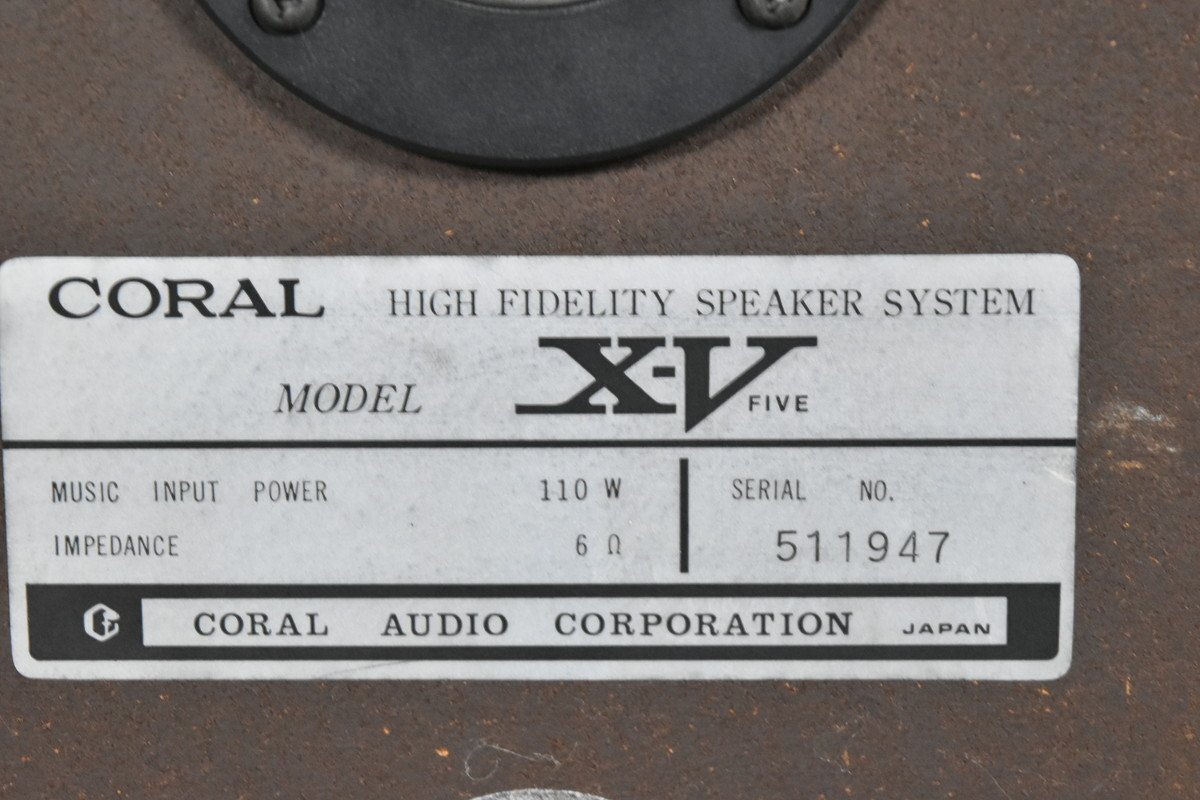 CORAL HIGH FIDELITY SPEAKER SYSTEM
MODEL X-V FIVE
MUSIC INPUT POWER 110 W
IMPEDANCE 6 Ω
SERIAL NO.
511947
CORAL AUDIO CORPORATION JAPAN